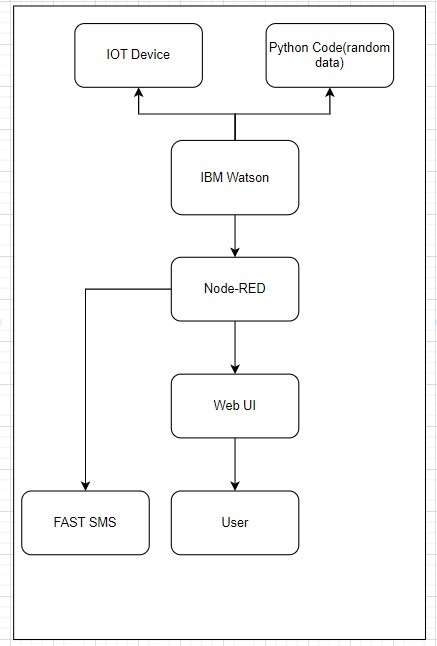 IOT Device
Python Code(random
data)
IBM Watson
Node-RED
Web UI
FAST SMS
User